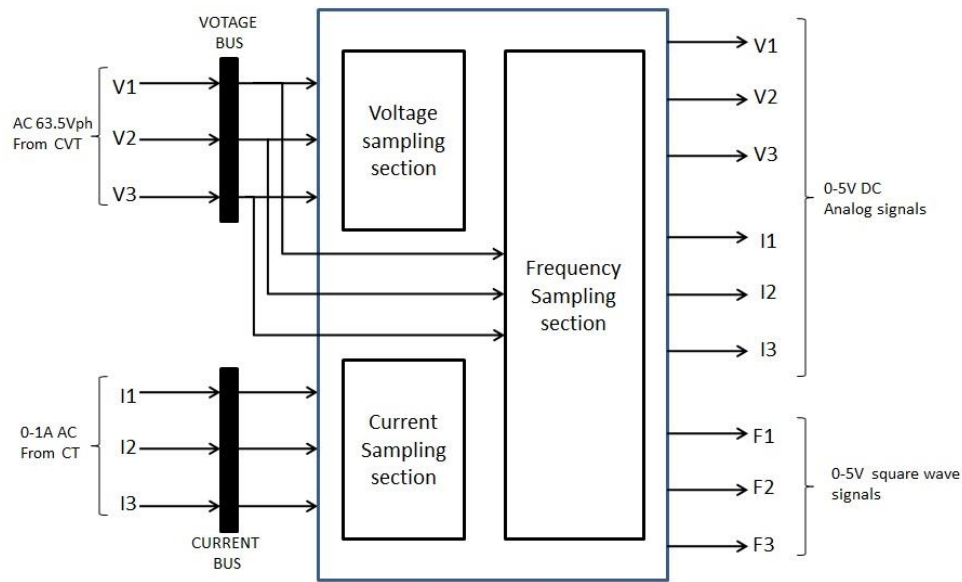 VOTAGE
BUS
AC 63.5Vph
From CVT
V1
V2
V3
Voltage
sampling
section
Frequency
Sampling
section
V1
V2
V3
I1
I2
I3
0-5V DC
Analog signals
0-1A AC
From CT
I1
I2
I3
CURRENT
BUS
Current
Sampling
section
F1
F2
F3
0-5V square wave
signals